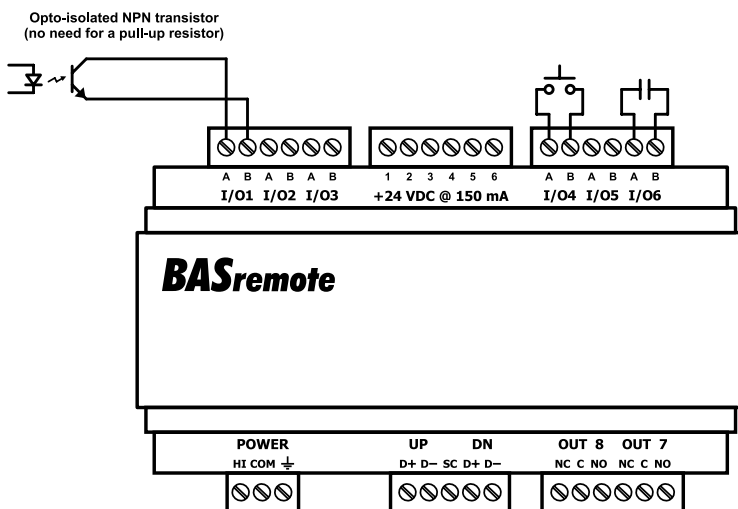 Opto-isolated NPN transistor
(no need for a pull-up resistor)
A B A B A B
I/O1 I/O2 I/O3
1 2 3 4 5 6
+24 VDC @ 150 mA
A B A B A B
I/O4 I/O5 I/O6
BASremote
POWER
HI COM
UP DN
D+ D− SC D+ D−
OUT 8 OUT 7
NC C NO NC C NO